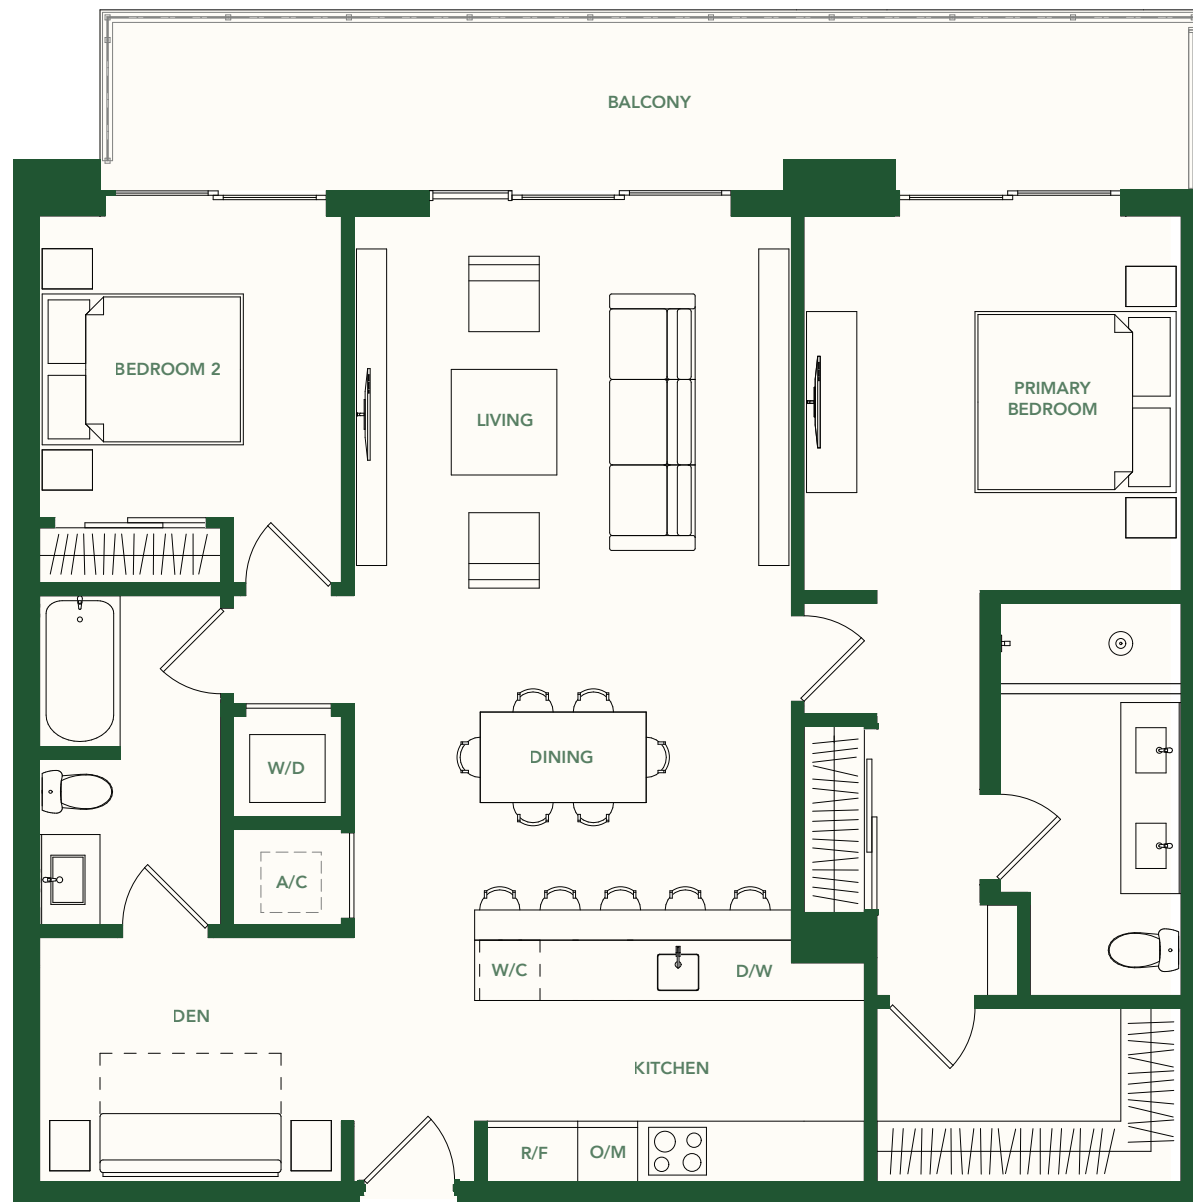 BALCONY
BEDROOM 2
LIVING
PRIMARY
BEDROOM
W/D
DINING
A/C
W/C
D/W
DEN
KITCHEN
R/F
O/M